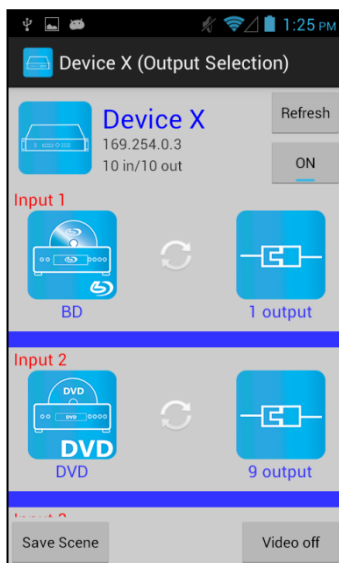 1:25 PM
Device X (Output Selection)
Device X
169.254.0.3
10 in/10 out
Refresh
ON
Input 1
BD
1 output
Input 2
DVD
DVD
DVD
9 output
Save Scene
Video off